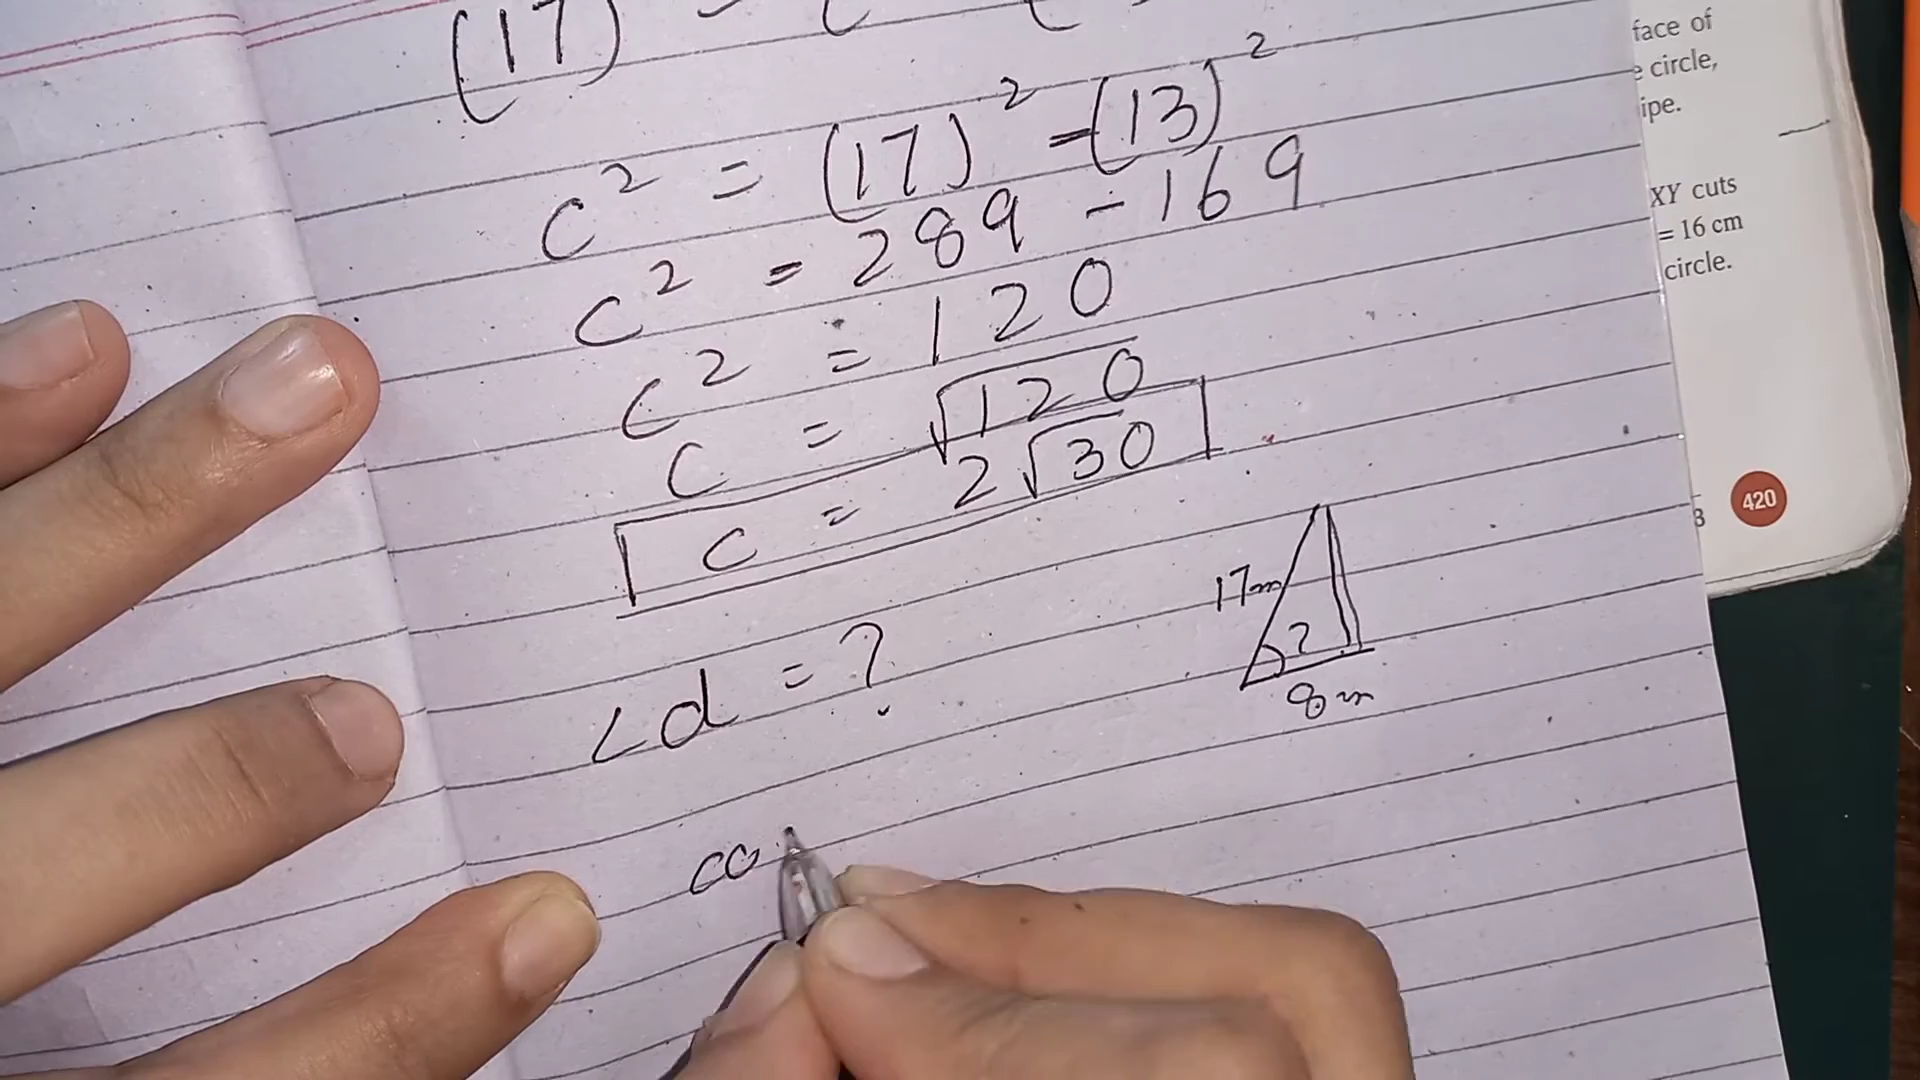 (17)
c² = (17)² - (13)²
c² = 289 - 169
c² = 120
c = √120
c = 2√30
∠d = ?
17m
?
8m
co
face of
circle,
ipe.
XY cuts
= 16 cm
circle.
420